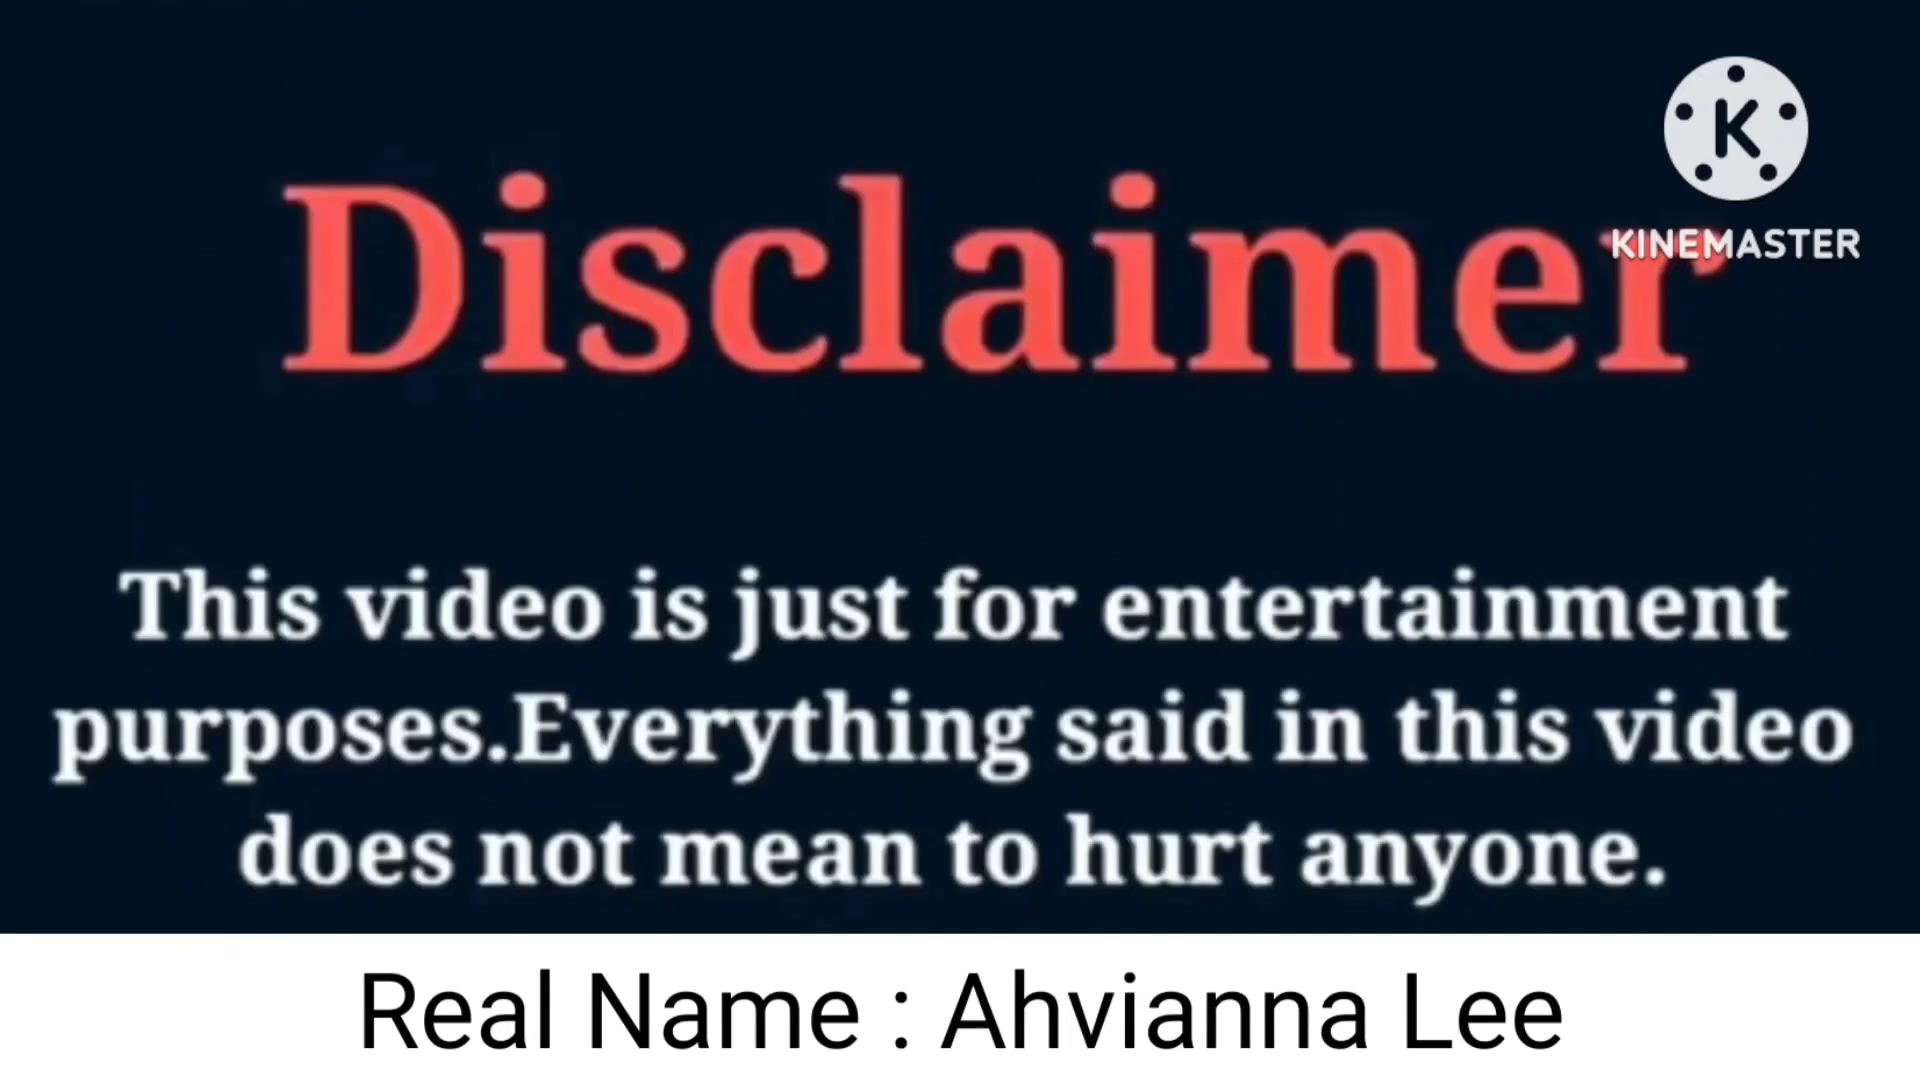 K
KINEMASTER
Disclaimer
This video is just for entertainment
purposes.Everything said in this video
does not mean to hurt anyone.
Real Name : Ahvianna Lee